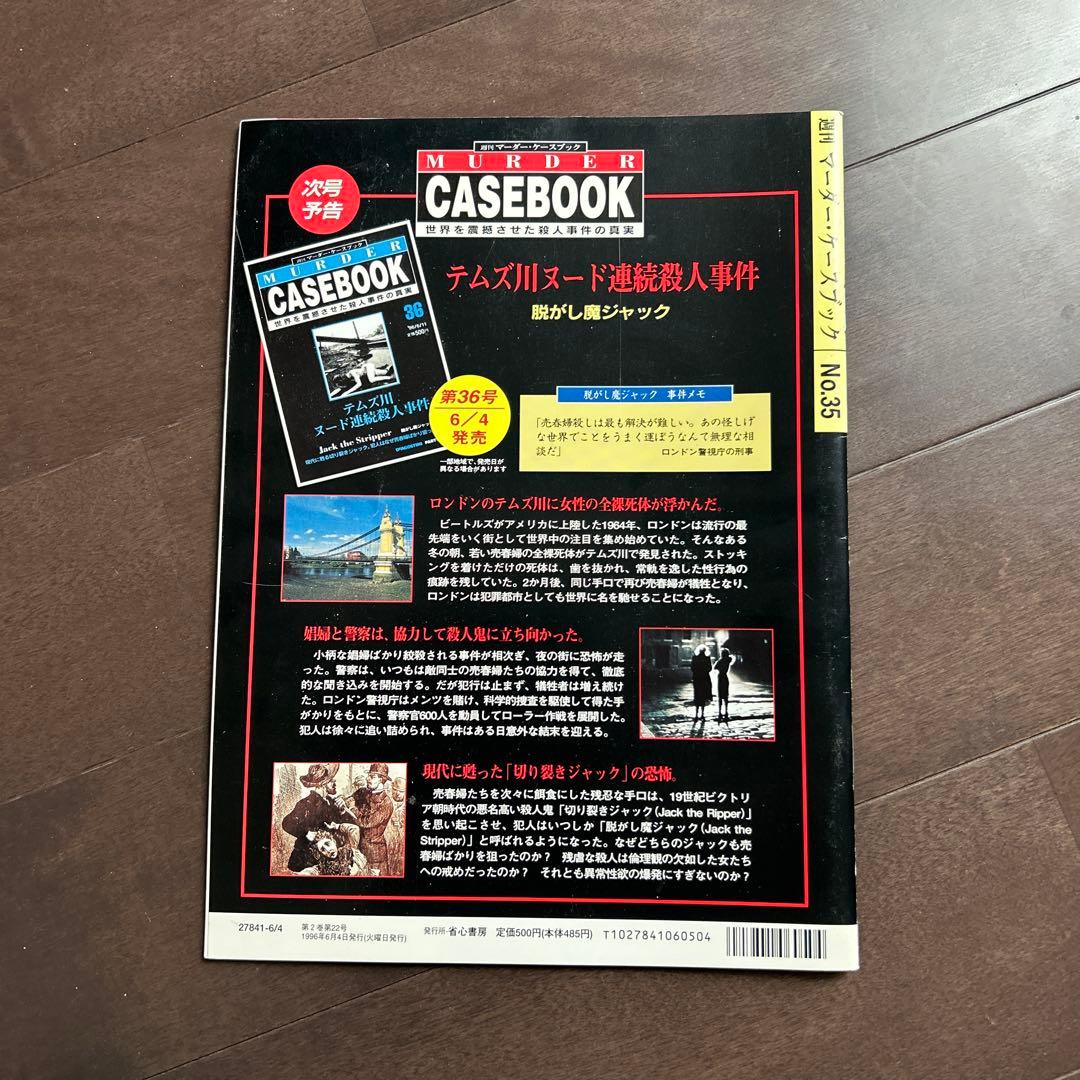 週刊 マーダー・ケースブック
MURDER
CASEBOOK
世界を震撼させた殺人事件の真実
次号
予告
週刊 マーダー・ケースブック
MURDER
CASEBOOK
世界を震撼させた殺人事件の真実
36
'96/6/11
定価500円
テムズ川
ヌード連続殺人事件
Jack the Stripper
脱がし魔ジャック
テムズ川ヌード連続殺人事件
脱がし魔ジャック
第36号
6/4
発売
一部地域で、発売日が
異なる場合があります
脱がし魔ジャック 事件メモ
「売春婦殺しは最も解決が難しい。あの怪しげ
な世界でことをうまく運ぼうなんて無理な相
談だ」
ロンドン警視庁の刑事
ロンドンのテムズ川に女性の全裸死体が浮かんだ。
ビートルズがアメリカに上陸した1964年、ロンドンは流行の最
先端をいく街として世界中の注目を集め始めていた。そんなある
冬の朝、若い売春婦の全裸死体がテムズ川で発見された。ストッキ
ングを着けただけの死体は、歯を抜かれ、常軌を逸した性行為の
痕跡を残していた。2か月後、同じ手口で再び売春婦が犠牲となり、
ロンドンは犯罪都市としても世界に名を馳せることになった。
娼婦と警察は、協力して殺人鬼に立ち向かった。
小柄な娼婦ばかり絞殺される事件が相次ぎ、夜の街に恐怖が走
った。警察は、いつもは敵同士の売春婦たちの協力を得て、徹底
的な聞き込みを開始する。だが犯行は止まず、犠牲者は増え続け
た。ロンドン警視庁はメンツを賭け、科学的捜査を駆使して得た手
がかりをもとに、警察官600人を動員してローラー作戦を展開した。
犯人は徐々に追い詰められ、事件はある日意外な結末を迎える。
現代に甦った「切り裂きジャック」の恐怖。
売春婦たちを次々に餌食にした残忍な手口は、19世紀ビクトリ
ア朝時代の悪名高い殺人鬼「切り裂きジャック(Jack the Ripper)」
を思い起こさせ、犯人はいつしか「脱がし魔ジャック(Jack the
Stripper)」と呼ばれるようになった。なぜどちらのジャックも売
春婦ばかりを狙ったのか? 残虐な殺人は倫理観の欠如した女たち
への戒めだったのか? それとも異常性欲の爆発にすぎないのか?
27841-6/4
第2巻第22号
1996年6月4日発行(火曜日発行)
発行所・省心書房 定価500円(本体485円)
T1027841060504
週刊 マーダー・ケースブック No.35